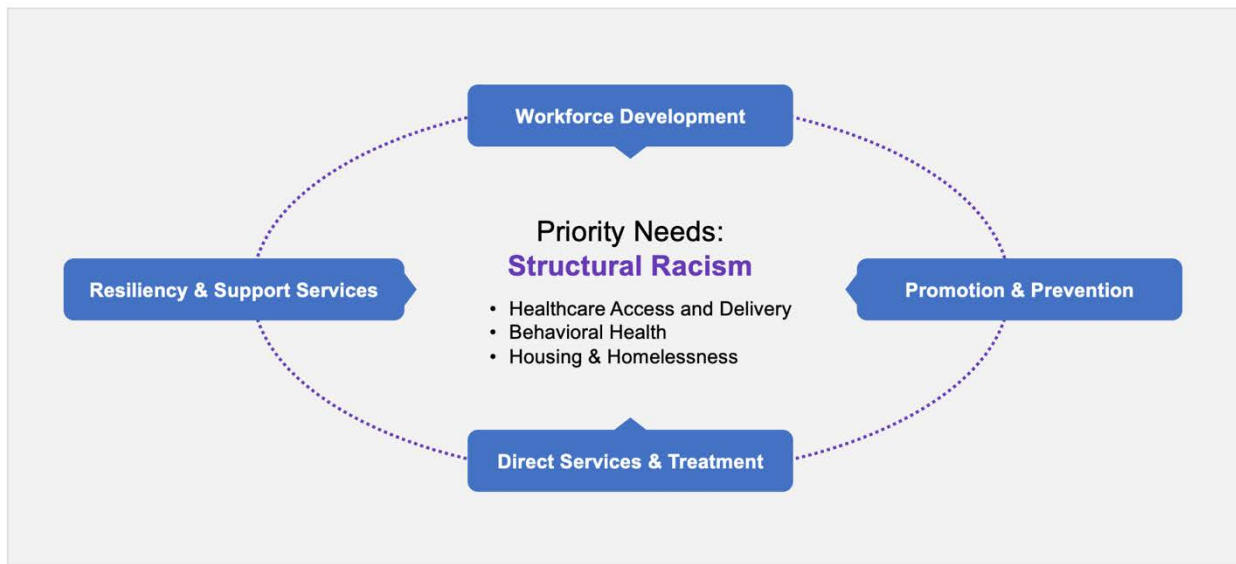 Workforce Development
Priority Needs:
Structural Racism
Resiliency & Support Services
Promotion & Prevention
• Healthcare Access and Delivery
• Behavioral Health
• Housing & Homelessness
Direct Services & Treatment